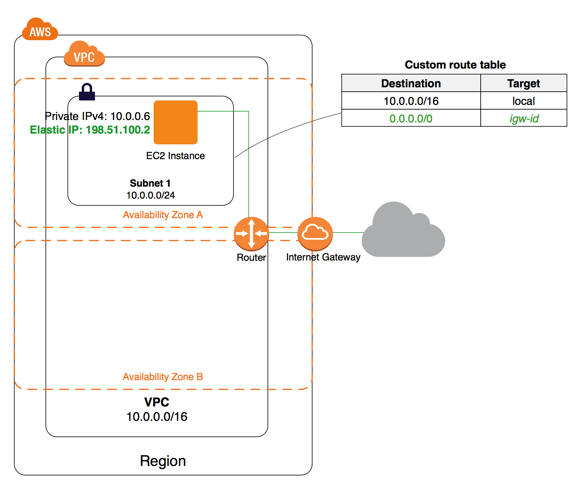 AWS
VPC
Custom route table
Destination Target
10.0.0.0/16 local
0.0.0.0/0 igw-id
Private IPv4: 10.0.0.6
Elastic IP: 198.51.100.2
EC2 Instance
Subnet 1
10.0.0.0/24
Availability Zone A
Router
Internet Gateway
Availability Zone B
VPC
10.0.0.0/16
Region